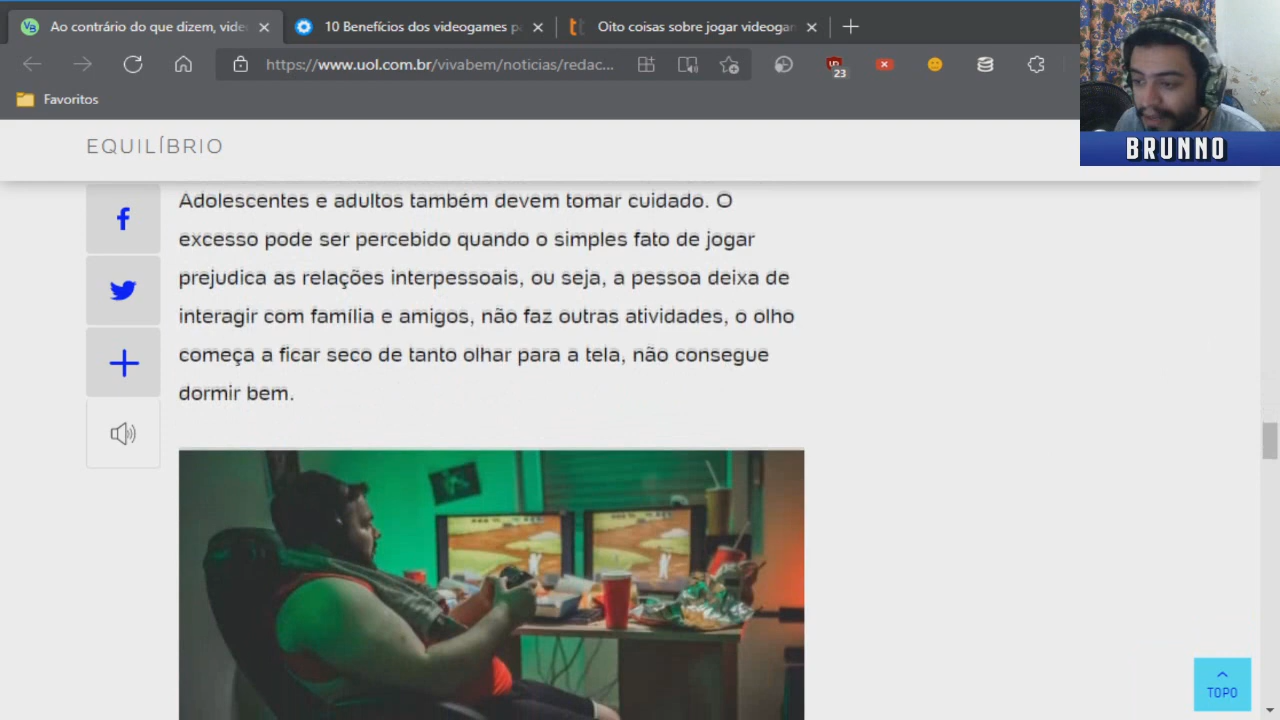 Ao contrário do que dizem, vide
10 Benefícios dos videogames p
Oito coisas sobre jogar videogan
https://www.uol.com.br/vivabem/noticias/redac...
23
Favoritos
BRUNNO
EQUILÍBRIO
Adolescentes e adultos também devem tomar cuidado. O
excesso pode ser percebido quando o simples fato de jogar
prejudica as relações interpessoais, ou seja, a pessoa deixa de
interagir com família e amigos, não faz outras atividades, o olho
começa a ficar seco de tanto olhar para a tela, não consegue
dormir bem.
TOPO